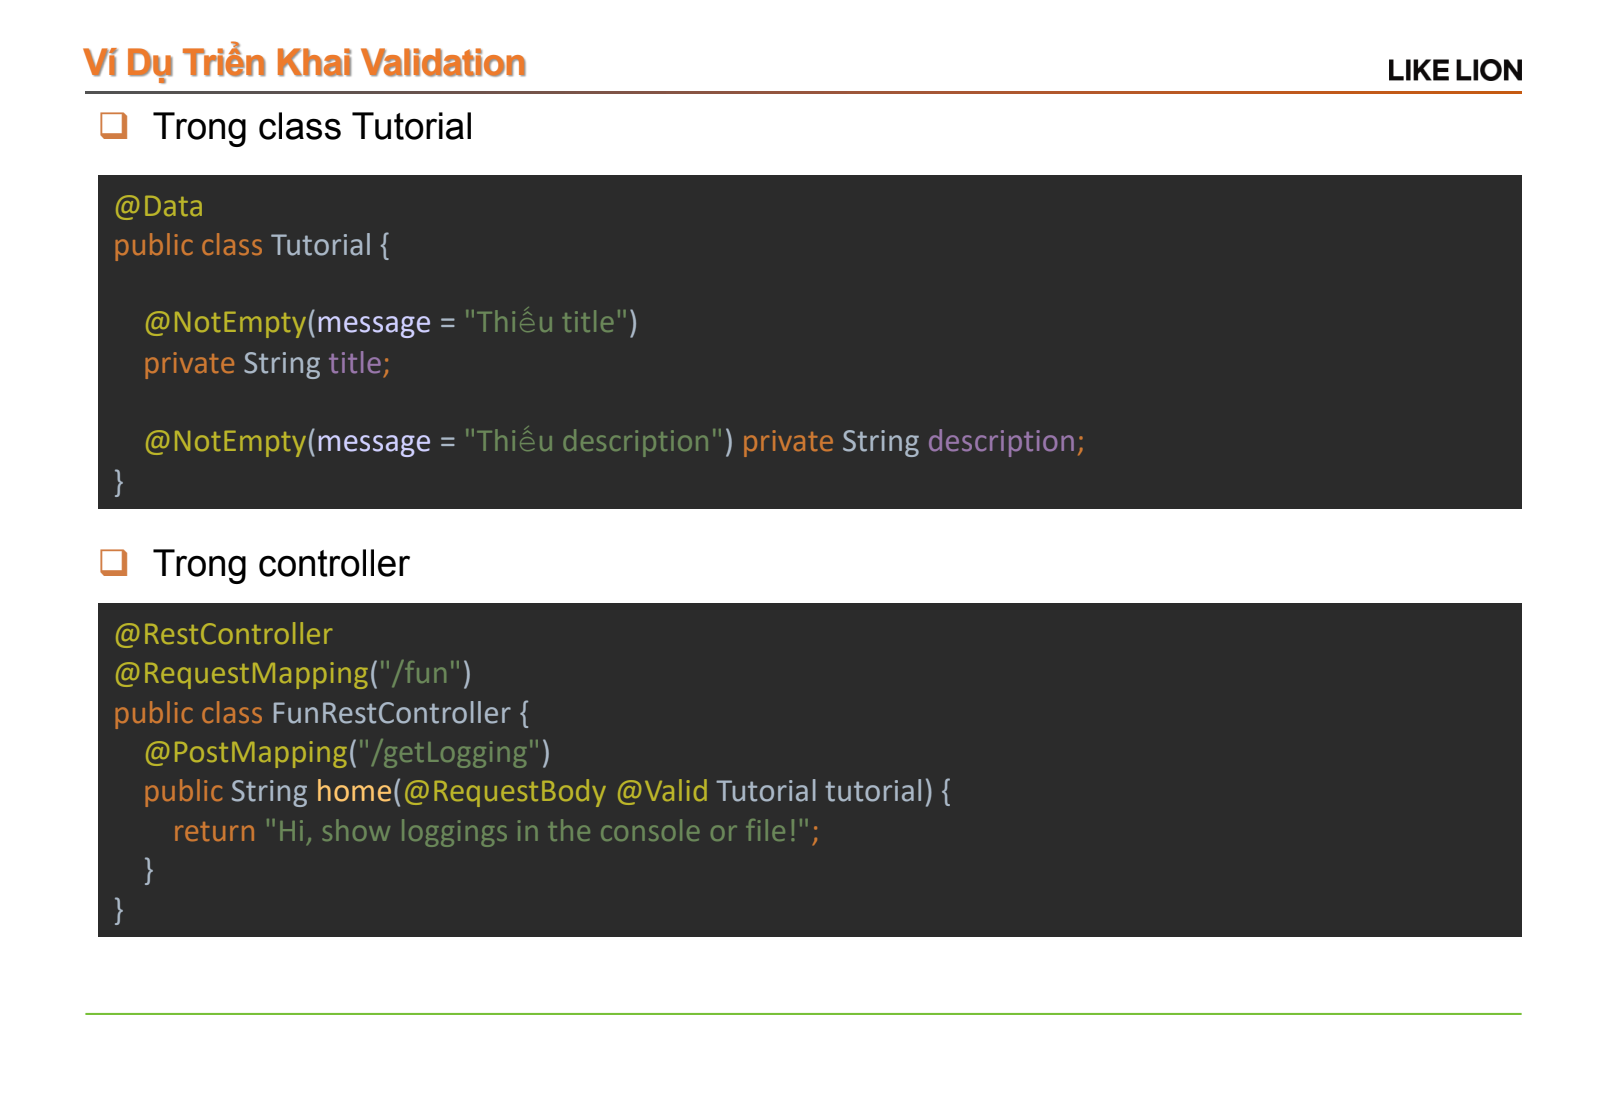 Ví Dụ Triển Khai Validation
LIKE LION
Trong class Tutorial
@Data
public class Tutorial {
@NotEmpty(message = "Thiếu title")
private String title;
@NotEmpty(message = "Thiếu description") private String description;
}
Trong controller
@RestController
@RequestMapping("/fun")
public class FunRestController {
@PostMapping("/getLogging")
public String home(@RequestBody @Valid Tutorial tutorial) {
return "Hi, show loggings in the console or file!";
}
}